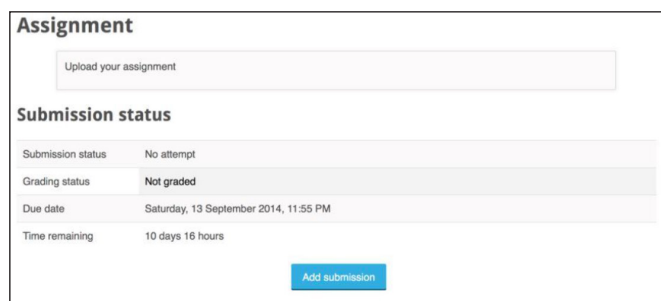 Assignment
Upload your assignment
Submission status
Submission status No attempt
Grading status Not graded
Due date Saturday, 13 September 2014, 11:55 PM
Time remaining 10 days 16 hours
Add submission